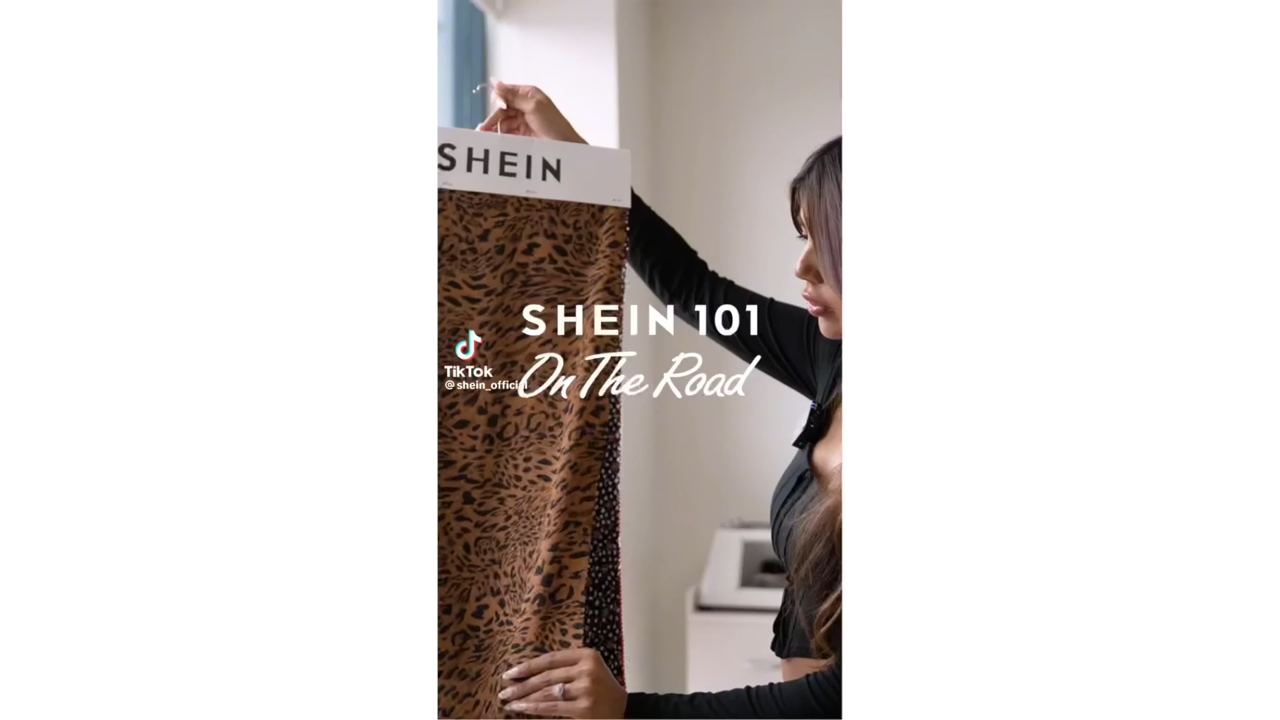 SHEIN
SHEIN 101
On The Road
TikTok
@shein_official